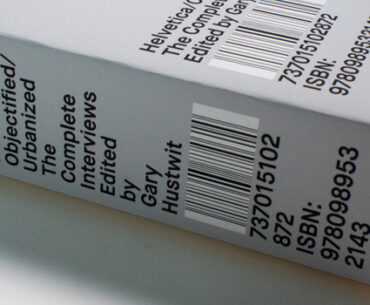 Helvetica/O
The Complete
Edited by Gary
737015102872
ISBN:
Objectified/
Urbanized
The
Complete
Interviews
Edited
by
Gary
Hustwit
737015102
872
ISBN:
978098953
2143